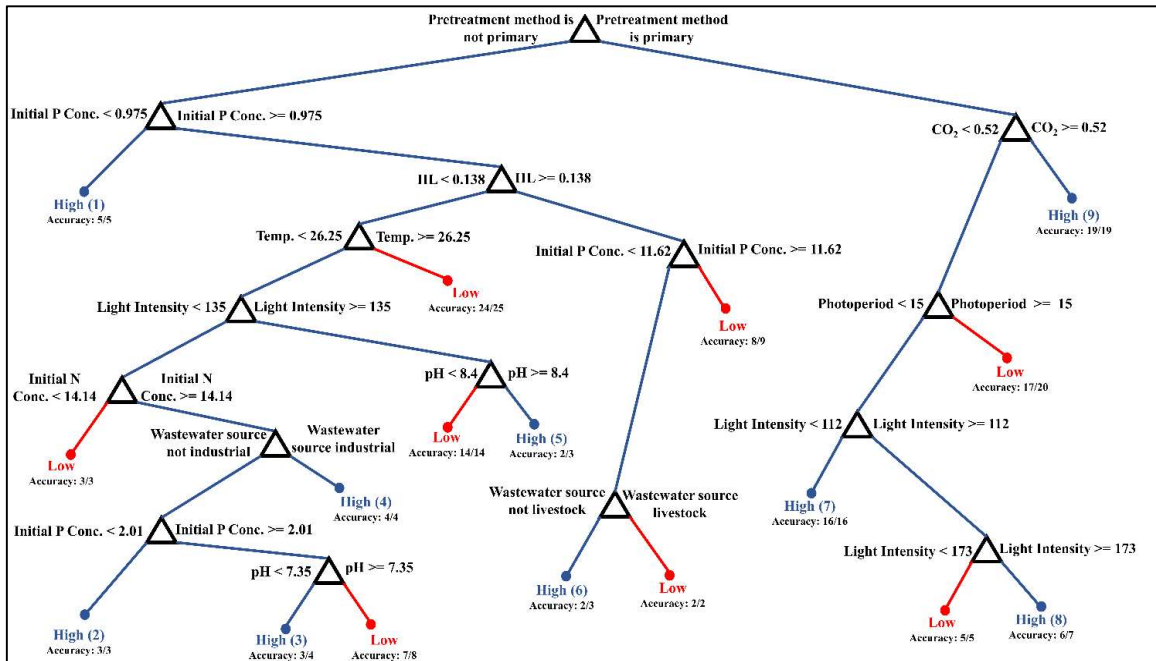 Pretreatment method is
not primary
Pretreatment method
is primary
Initial P Conc. < 0.975
Initial P Conc. >= 0.975
CO2 < 0.52
CO2 >= 0.52
High (1)
Accuracy: 5/5
IIL < 0.138
IIL >= 0.138
High (9)
Accuracy: 19/19
Temp. < 26.25
Temp. >= 26.25
Initial P Conc. < 11.62
Initial P Conc. >= 11.62
Low
Accuracy: 24/25
Light Intensity < 135
Light Intensity >= 135
Low
Accuracy: 8/9
Photoperiod < 15
Photoperiod >= 15
Low
Accuracy: 17/20
Initial N
Conc. < 14.14
Initial N
Conc. >= 14.14
pH < 8.4
pH >= 8.4
Low
Accuracy: 3/3
Wastewater source
not industrial
Wastewater
source industrial
Low
Accuracy: 14/14
High (5)
Accuracy: 2/3
Light Intensity < 112
Light Intensity >= 112
High (4)
Accuracy: 4/4
Wastewater source
not livestock
Wastewater source
livestock
High (7)
Accuracy: 16/16
Initial P Conc. < 2.01
Initial P Conc. >= 2.01
pH < 7.35
pH >= 7.35
High (6)
Accuracy: 2/3
Low
Accuracy: 2/2
Light Intensity < 173
Light Intensity >= 173
High (2)
Accuracy: 3/3
High (3)
Accuracy: 3/4
Low
Accuracy: 7/8
Low
Accuracy: 5/5
High (8)
Accuracy: 6/7